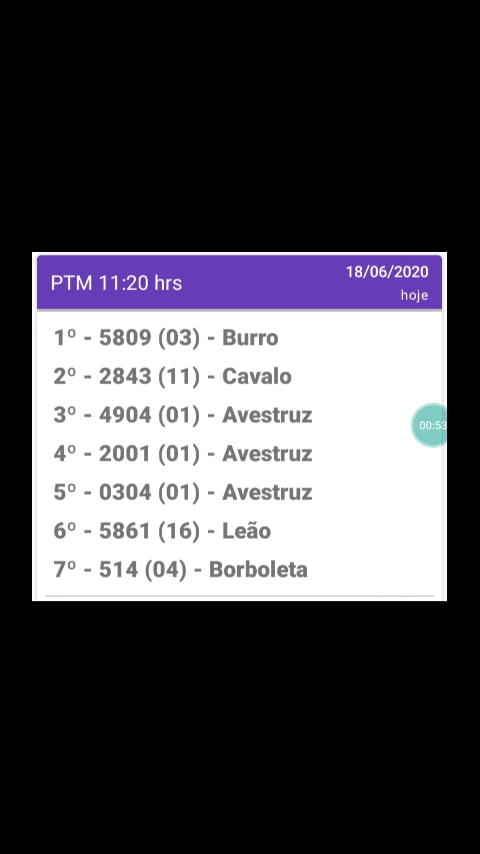 PTM 11:20 hrs
18/06/2020
hoje
1º - 5809 (03) - Burro
2º - 2843 (11) - Cavalo
3º - 4904 (01) - Avestruz
00:53
4º - 2001 (01) - Avestruz
5º - 0304 (01) - Avestruz
6º - 5861 (16) - Leão
7º - 514 (04) - Borboleta